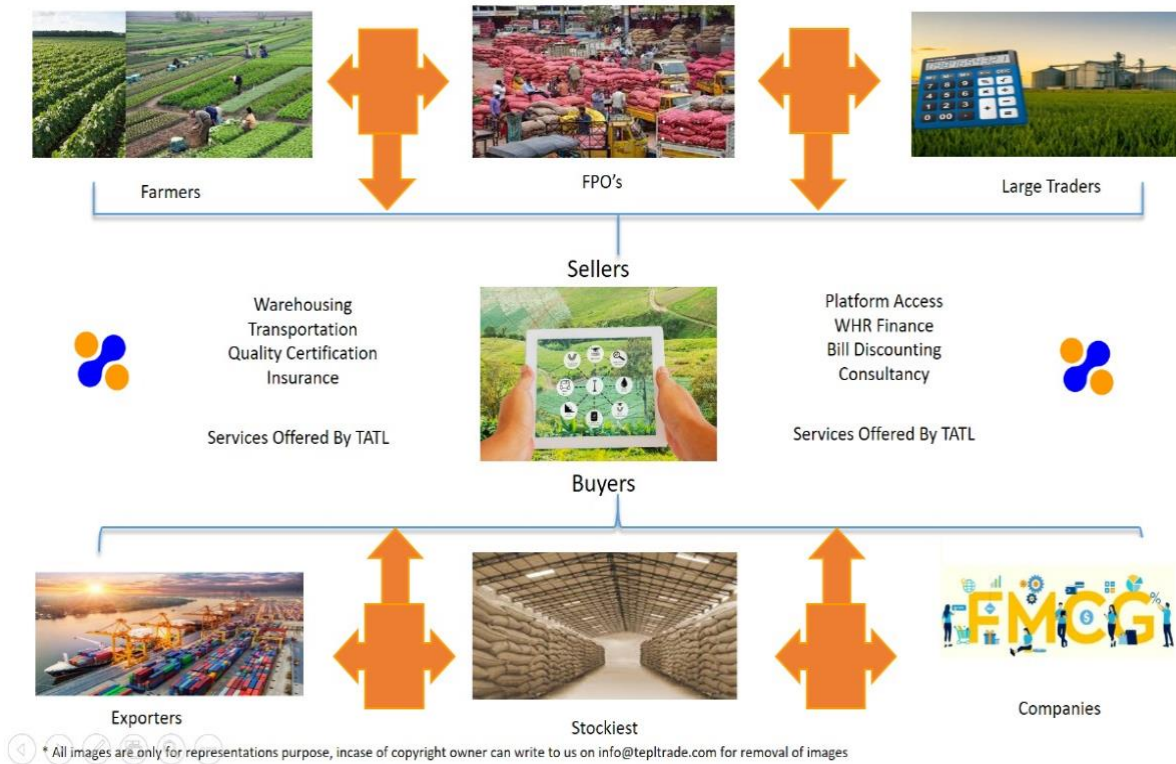 Farmers
FPO's
Large Traders
Sellers
Warehousing
Transportation
Quality Certification
Insurance
Services Offered By TATL
Platform Access
WHR Finance
Bill Discounting
Consultancy
Services Offered By TATL
Buyers
Exporters
Stockiest
FMCG
Companies
* All images are only for representations purpose, incase of copyright owner can write to us on info@tepltrade.com for removal of images